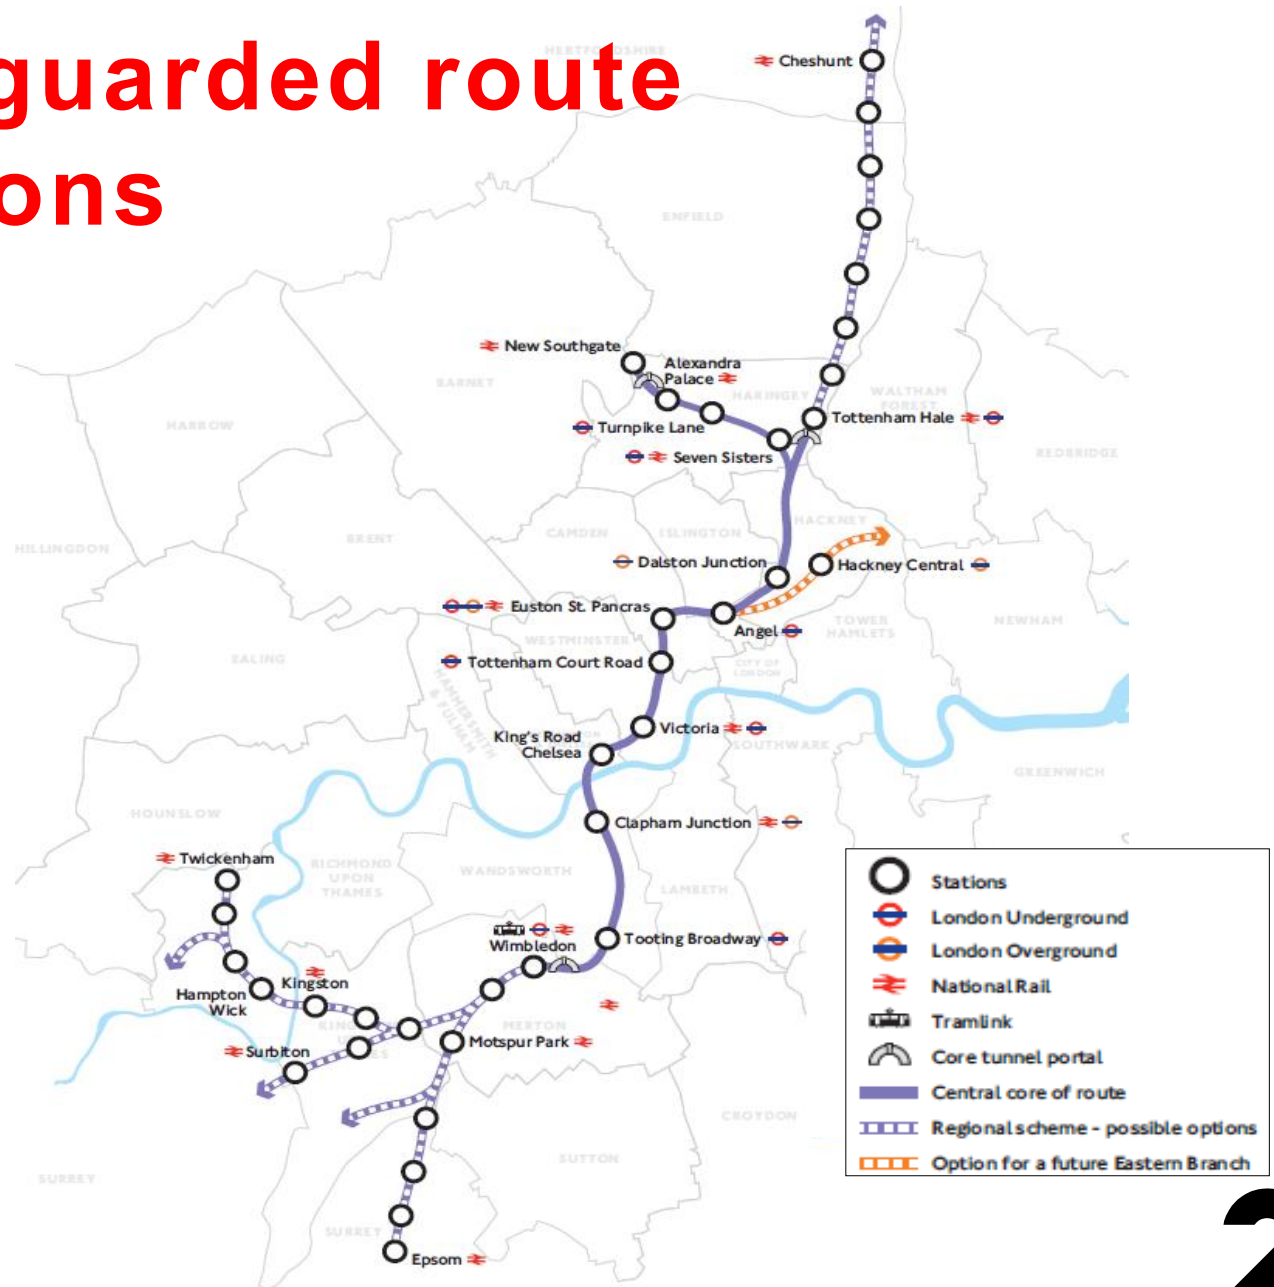 guarded route
ons
HERTFORDSHIRE
Cheshunt
ENFIELD
New Southgate
Alexandra
Palace
BARNET
HARINGEY
WALTHAM
FOREST
HARROW
Turnpike Lane
Tottenham Hale
Seven Sisters
REDBRIDGE
HACKNEY
CAMDEN
ISLINGTON
BRENT
HILLINGDON
Dalston Junction
Hackney Central
Euston St. Pancras
Angel
TOWER
HAMLETS
NEWHAM
WESTMINSTER
EALING
Tottenham Court Road
CITY OF
LONDON
HAMMERSMITH
& FULHAM
Victoria
King's Road
Chelsea
SOUTHWARK
GREENWICH
HOUNSLOW
Clapham Junction
Twickenham
RICHMOND
UPON
THAMES
WANDSWORTH
LAMBETH
Stations
London Underground
London Overground
National Rail
Tramlink
Core tunnel portal
Central core of route
Regional scheme - possible options
Option for a future Eastern Branch
Wimbledon
Tooting Broadway
Kingston
Hampton
Wick
MERTON
Motspur Park
Surbiton
CROYDON
SUTTON
SURREY
SURREY
Epsom
2